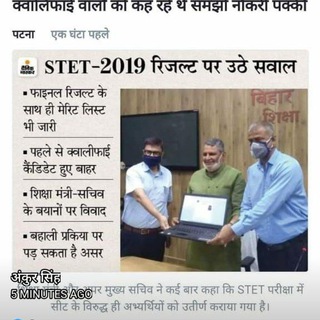 क्वालिफाई वालों को कह रहे थे समझो नौकरी पक्की
पटना एक घंटा पहले
दैनिक भास्कर
STET-2019 रिजल्ट पर उठे सवाल
▪ फाइनल रिजल्ट के
साथ ही मेरिट लिस्ट
भी जारी
▪ पहले से क्वालीफाई
कैंडिडेट हुए बाहर
▪ शिक्षा मंत्री-सचिव
के बयानों पर विवाद
▪ बहाली प्रकिया पर
पड़ सकता है असर
बिहार
शिक्षा
अंकुर सिंह
5 MINUTES AGO
मुख्य सचिव ने कई बार कहा कि STET परीक्षा में
सीट के विरुद्ध ही अभ्यर्थियों को उतीर्ण कराया गया है।